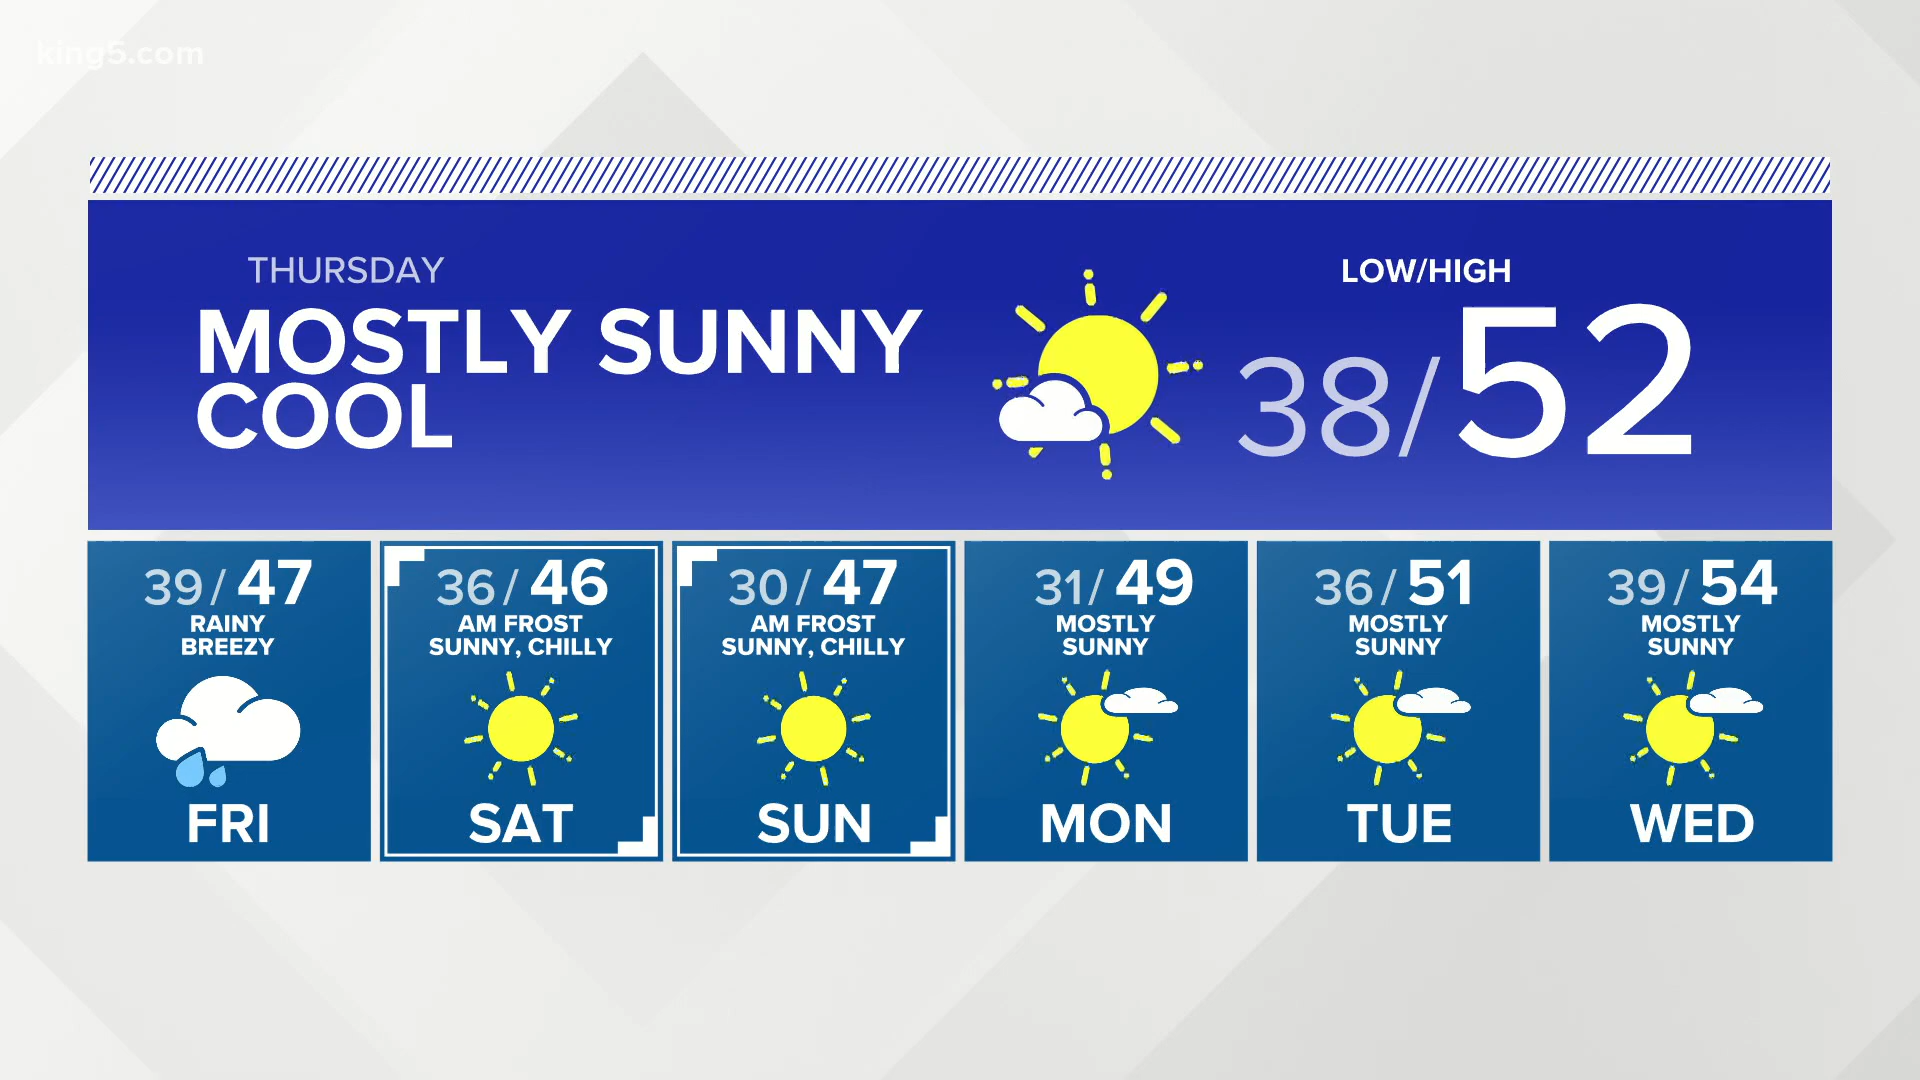 king5.com
THURSDAY
MOSTLY SUNNY
COOL
LOW/HIGH
38/52
39/47
RAINY
BREEZY
FRI
36/46
AM FROST
SUNNY, CHILLY
SAT
30/47
AM FROST
SUNNY, CHILLY
SUN
31/49
MOSTLY
SUNNY
MON
36/51
MOSTLY
SUNNY
TUE
39/54
MOSTLY
SUNNY
WED